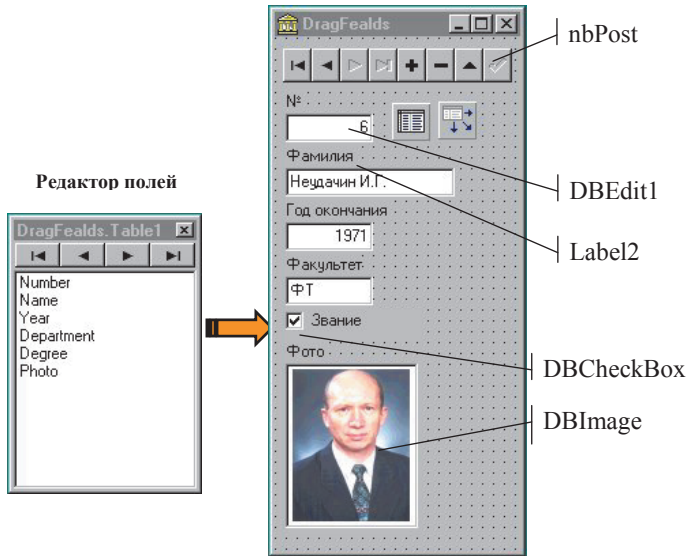 DragFealds
nbPost
№
6
Фамилия
Неудачин И.Г.
DBEdit1
Год окончания
1971
Label2
Факультет
ФТ
Звание
DBCheckBox
Фото
DBImage
Редактор полей
DragFealds.Table1
Number
Name
Year
Department
Degree
Photo